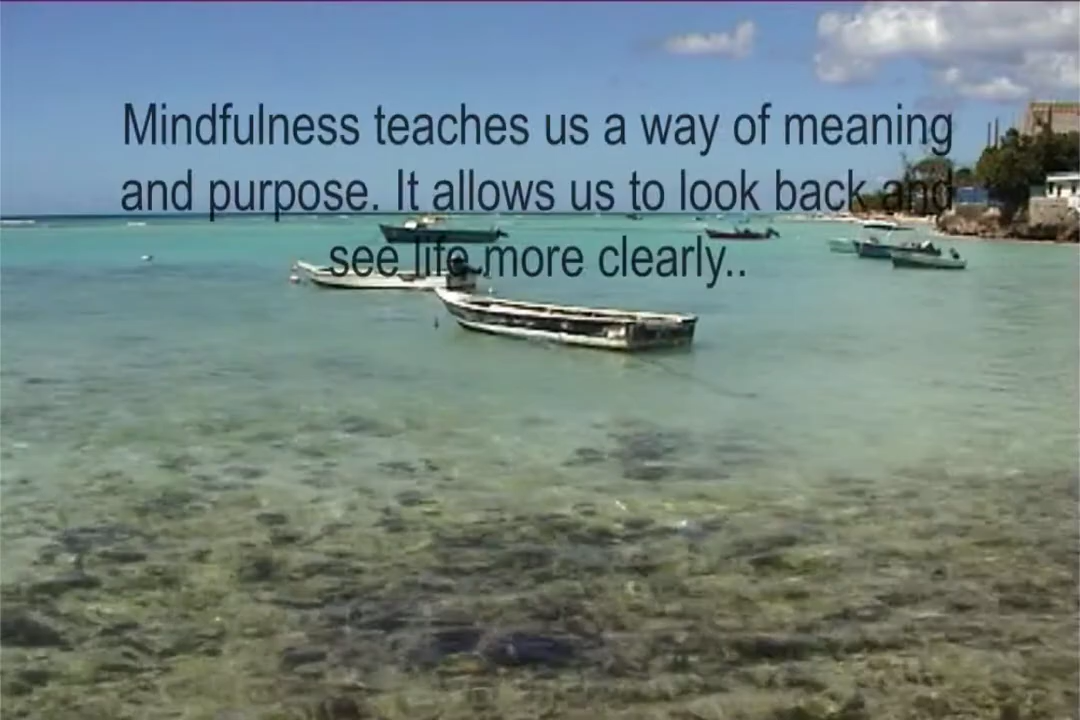 Mindfulness teaches us a way of meaning
and purpose. It allows us to look back and
see life more clearly..